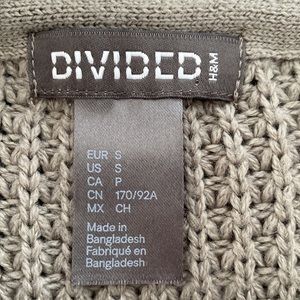 DIVIDED
H&M
EUR S
US S
CA P
CN 170/92A
MX CH
Made in
Bangladesh
Fabriqué en
Bangladesh